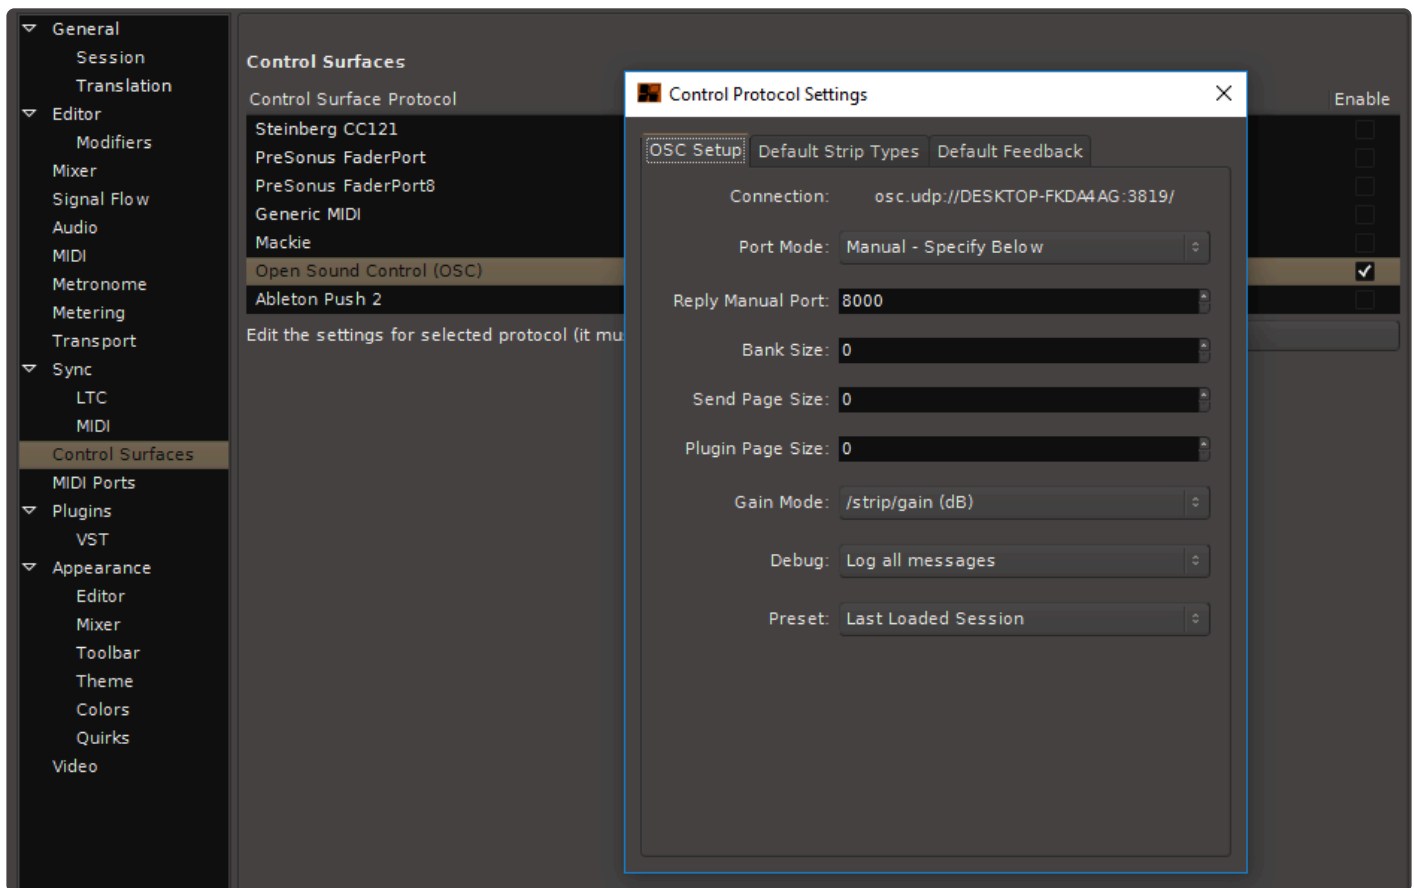 General
Session
Translation
Editor
Modifiers
Mixer
Signal Flow
Audio
MIDI
Metronome
Metering
Transport
Sync
LTC
MIDI
Control Surfaces
MIDI Ports
Plugins
VST
Appearance
Editor
Mixer
Toolbar
Theme
Colors
Quirks
Video
Control Surfaces
Control Surface Protocol Enable
Steinberg CC121
PreSonus FaderPort
PreSonus FaderPort8
Generic MIDI
Mackie
Open Sound Control (OSC)
Ableton Push 2
Edit the settings for selected protocol (it mu
Control Protocol Settings
OSC Setup Default Strip Types Default Feedback
Connection: osc.udp://DESKTOP-FKDA4AG:3819/
Port Mode: Manual - Specify Below
Reply Manual Port: 8000
Bank Size: 0
Send Page Size: 0
Plugin Page Size: 0
Gain Mode: /strip/gain (dB)
Debug: Log all messages
Preset: Last Loaded Session